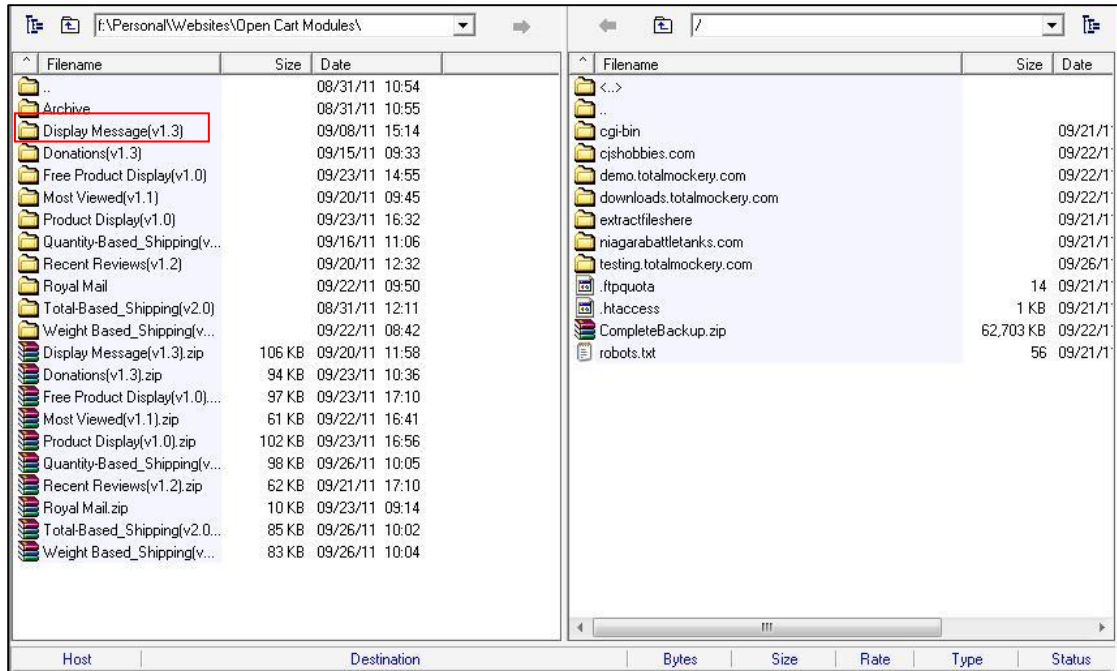 f:\Personal\Websites\Open Cart Modules\
Filename Size Date
.. 08/31/11 10:54
Archive 08/31/11 10:55
Display Message(v1.3) 09/08/11 15:14
Donations(v1.3) 09/15/11 09:33
Free Product Display(v1.0) 09/23/11 14:55
Most Viewed(v1.1) 09/20/11 09:45
Product Display(v1.0) 09/23/11 16:32
Quantity-Based_Shipping(v... 09/16/11 11:06
Recent Reviews(v1.2) 09/20/11 12:32
Royal Mail 09/22/11 09:50
Total-Based_Shipping(v2.0) 08/31/11 12:11
Weight Based_Shipping(v... 09/22/11 08:42
Display Message(v1.3).zip 106 KB 09/20/11 11:58
Donations(v1.3).zip 94 KB 09/23/11 10:36
Free Product Display(v1.0).... 97 KB 09/23/11 17:10
Most Viewed(v1.1).zip 61 KB 09/22/11 16:41
Product Display(v1.0).zip 102 KB 09/23/11 16:56
Quantity-Based_Shipping(v... 98 KB 09/26/11 10:05
Recent Reviews(v1.2).zip 62 KB 09/21/11 17:10
Royal Mail.zip 10 KB 09/23/11 09:14
Total-Based_Shipping(v2.0... 85 KB 09/26/11 10:02
Weight Based_Shipping(v... 83 KB 09/26/11 10:04
/
Filename Size Date
<..>
..
cgi-bin 09/21/1
cjshobbies.com 09/22/1
demo.totalmockery.com 09/22/1
downloads.totalmockery.com 09/22/1
extractfileshere 09/21/1
niagarabattletanks.com 09/21/1
testing.totalmockery.com 09/26/1
.ftpquota 14 09/21/1
.htaccess 1 KB 09/21/1
CompleteBackup.zip 62,703 KB 09/22/1
robots.txt 56 09/21/1
Host Destination Bytes Size Rate Type Status